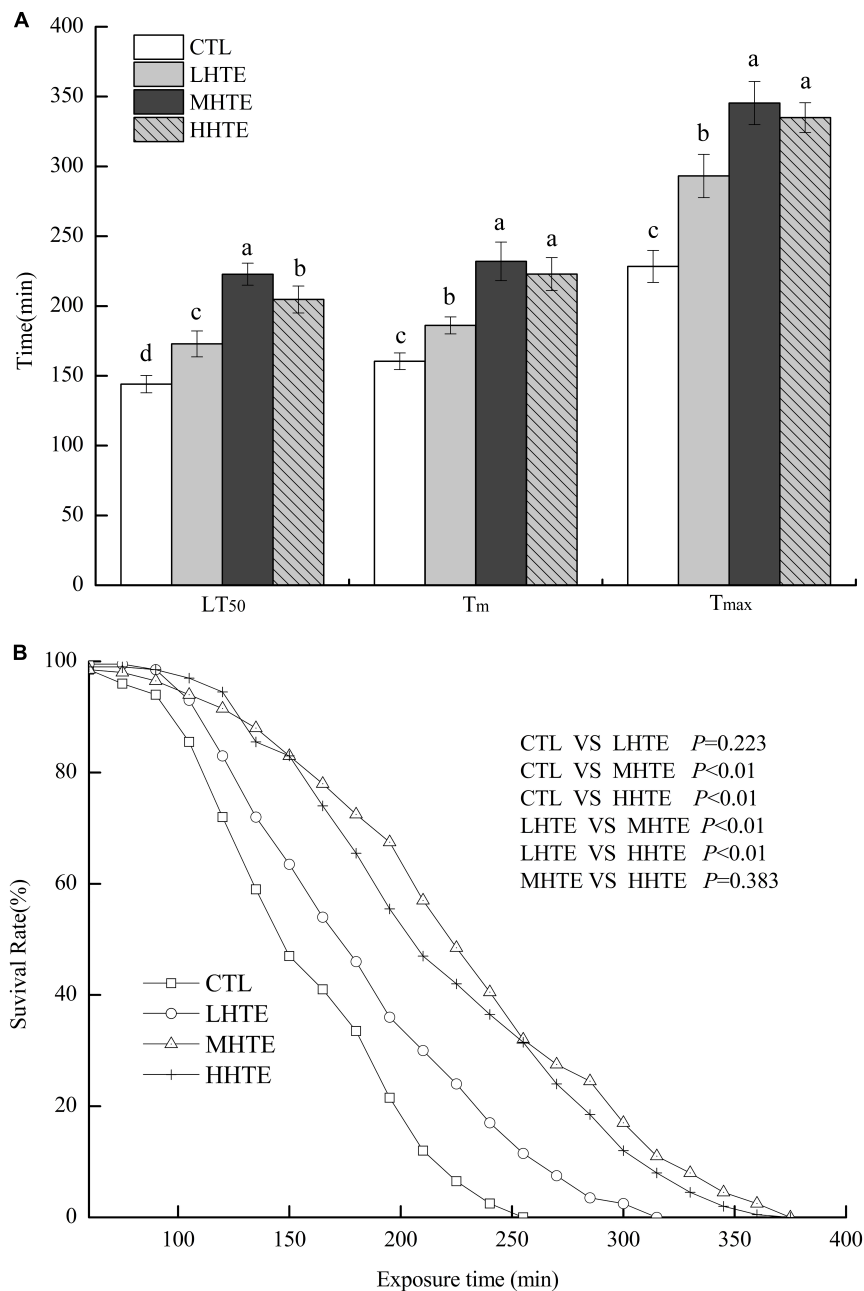 A
400
350
300
250
200
150
100
50
0
Time(min)
CTL
LHTE
MHTE
HHTE
d
c
a
b
c
b
a
a
c
b
a
a
LT50
Tm
Tmax
B
100
80
60
40
20
0
Suvival Rate(%)
CTL VS LHTE P=0.223
CTL VS MHTE P<0.01
CTL VS HHTE P<0.01
LHTE VS MHTE P<0.01
LHTE VS HHTE P<0.01
MHTE VS HHTE P=0.383
CTL
LHTE
MHTE
HHTE
100
150
200
250
300
350
400
Exposure time (min)